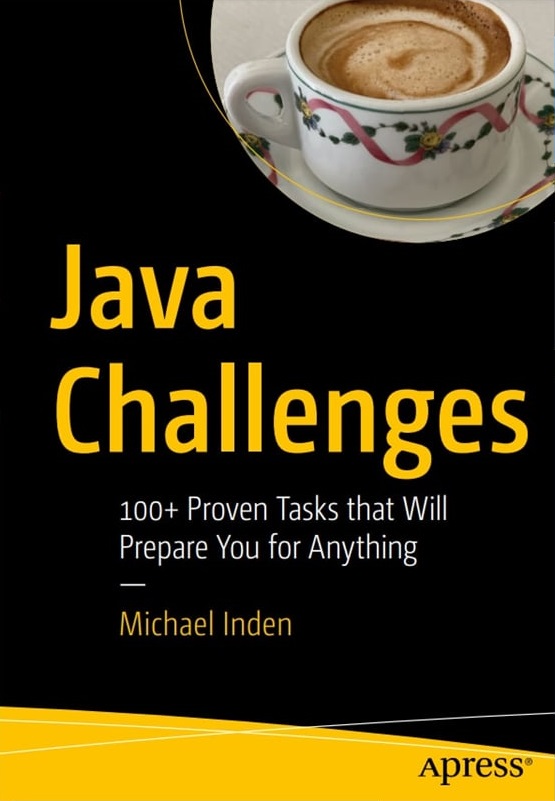 Java
Challenges
100+ Proven Tasks that Will
Prepare You for Anything
—
Michael Inden
Apress®